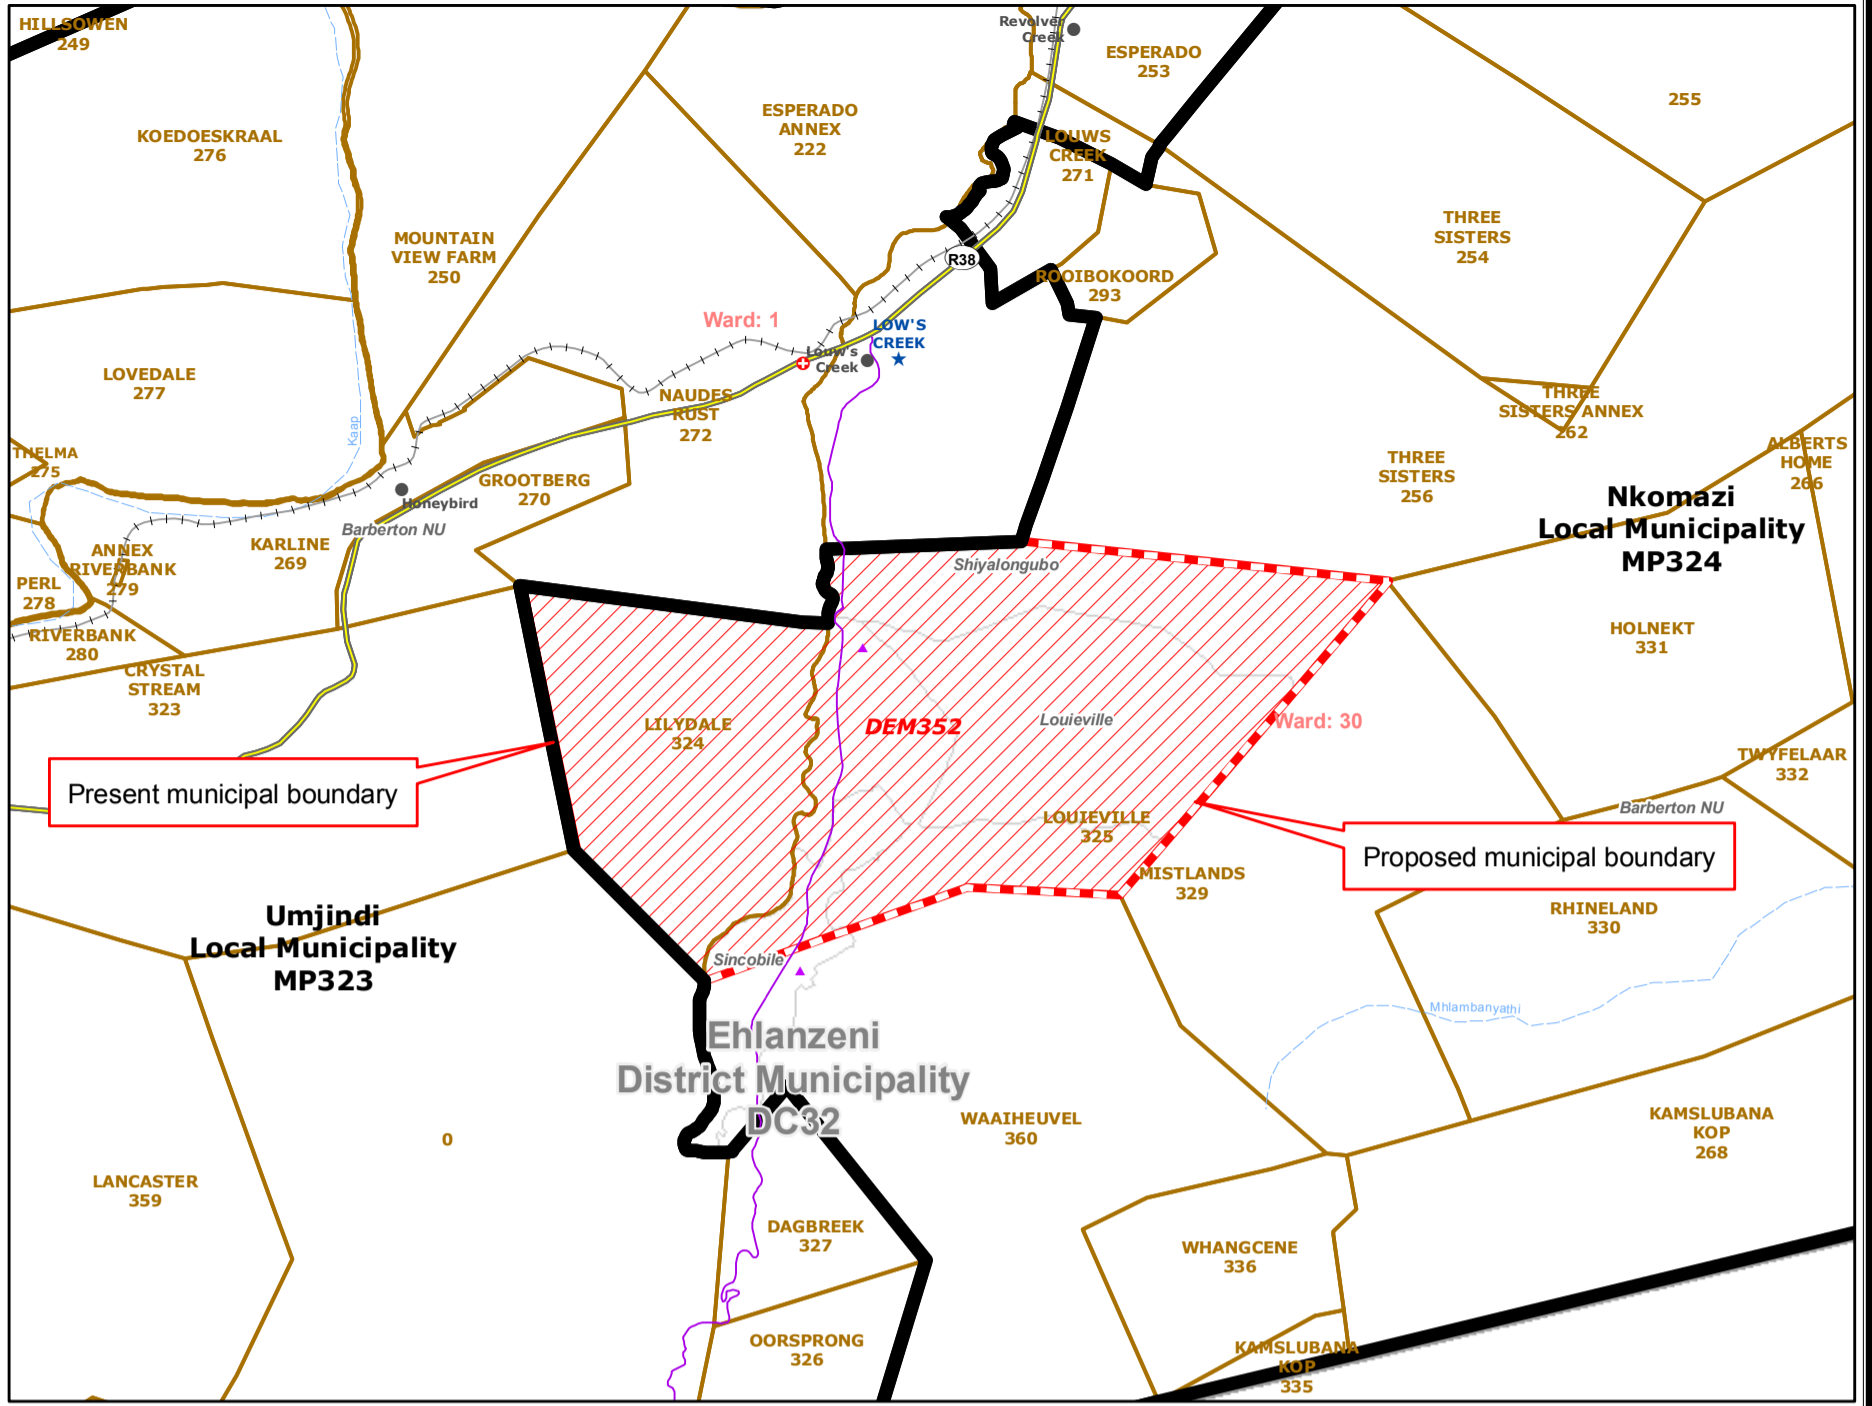 HILLSOWEN
249
Revolver
Creek
ESPERADO
253
255
KOEDOESKRAAL
276
ESPERADO
ANNEX
222
LOUWS
CREEK
271
MOUNTAIN
VIEW FARM
250
THREE
SISTERS
254
R38
ROOIBOKOORD
293
Ward: 1
LOW'S
CREEK
Louw's
Creek
LOVEDALE
277
Kaap
NAUDES
RUST
272
THREE
SISTERS ANNEX
262
THELMA
275
GROOTBERG
270
Honeybird
Barberton NU
THREE
SISTERS
256
ALBERTS
HOME
266
Nkomazi
Local Municipality
MP324
ANNEX
RIVERBANK
279
KARLINE
269
PERL
278
Shiyalongubo
RIVERBANK
280
HOLNEKT
331
CRYSTAL
STREAM
323
LILYDALE
324
DEM352
Louieville
Ward: 30
TWYFELAAR
332
Present municipal boundary
Barberton NU
LOUIEVILLE
325
Proposed municipal boundary
MISTLANDS
329
Umjindi
Local Municipality
MP323
RHINELAND
330
Sincobile
Mhlambanyathi
Ehlanzeni
District Municipality
DC32
0
WAAIHEUVEL
360
KAMSLUBANA
KOP
268
LANCASTER
359
DAGBREEK
327
WHANGCENE
336
OORSPRONG
326
KAMSLUBANA
KOP
335